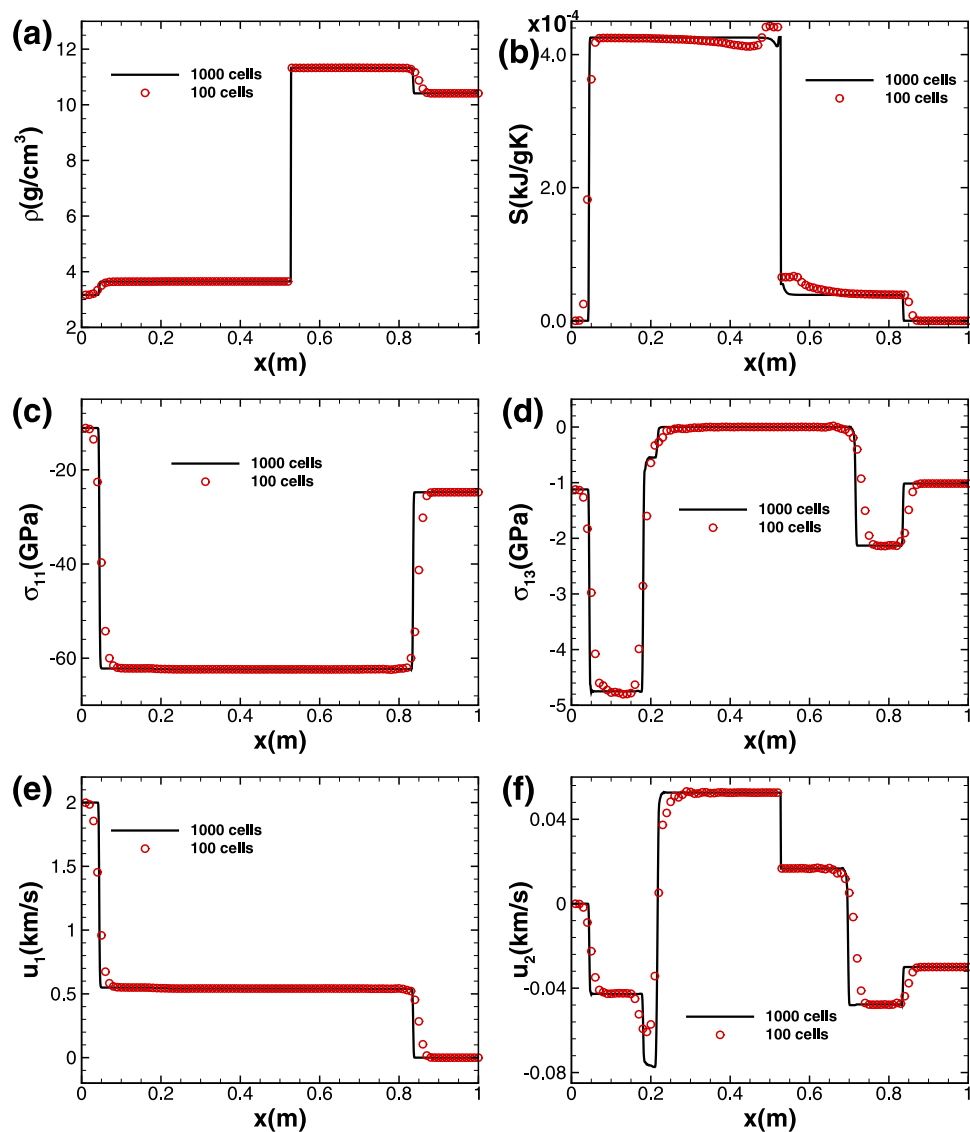 (a)
12
10
8
6
4
2
ρ(g/cm³)
1000 cells
100 cells
0 0.2 0.4 0.6 0.8 1
x(m)
(b)
x10⁻⁴
4.0
2.0
0.0
S(kJ/gK)
1000 cells
100 cells
0 0.2 0.4 0.6 0.8 1
x(m)
(c)
-20
-40
-60
σ₁₁(GPa)
1000 cells
100 cells
0 0.2 0.4 0.6 0.8 1
x(m)
(d)
0
-1
-2
-3
-4
-5
σ₁₃(GPa)
1000 cells
100 cells
0 0.2 0.4 0.6 0.8 1
x(m)
(e)
2
1.5
1
0.5
0
u₁(km/s)
1000 cells
100 cells
0 0.2 0.4 0.6 0.8 1
x(m)
(f)
0.04
0
-0.04
-0.08
u₂(km/s)
1000 cells
100 cells
0 0.2 0.4 0.6 0.8 1
x(m)